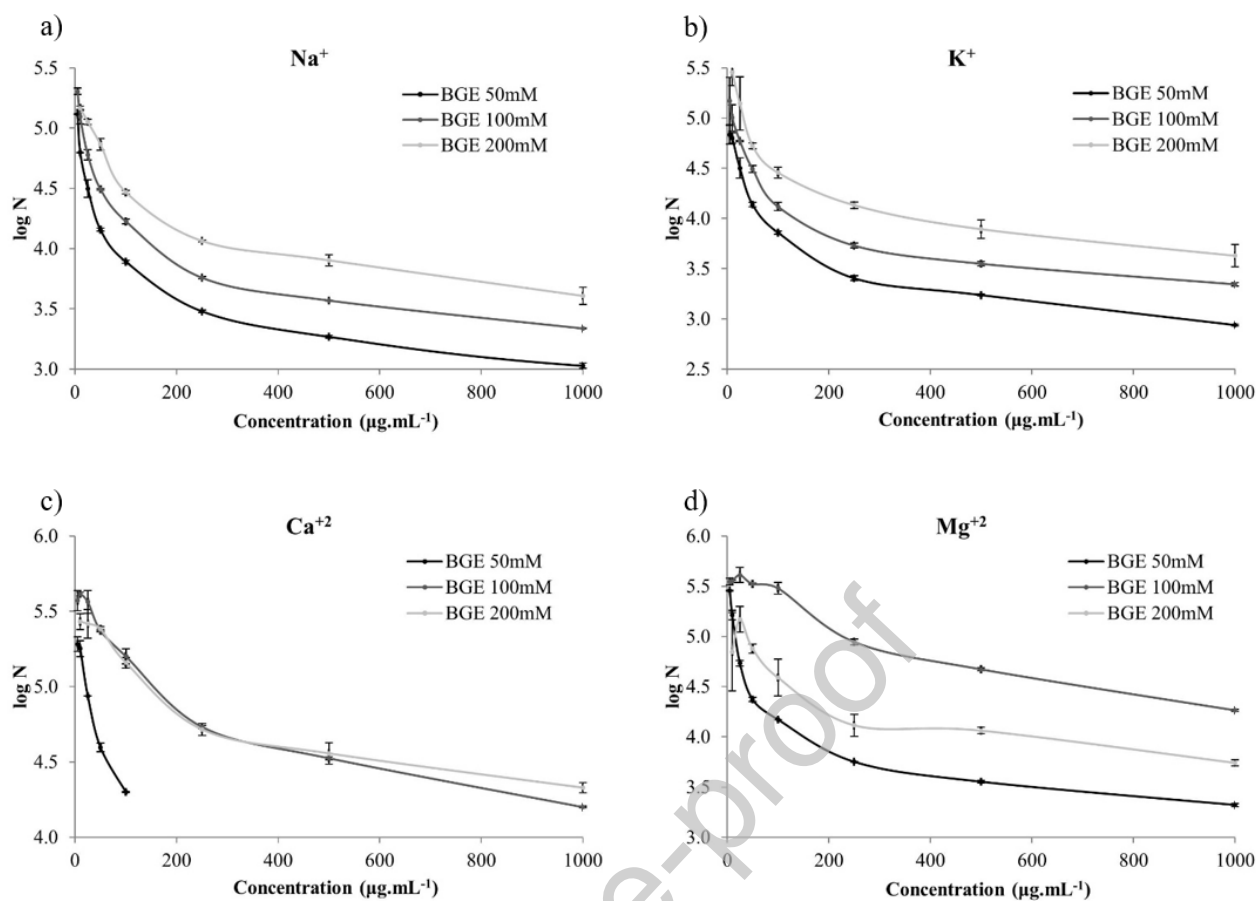 a)
Na+
5.5
5.0
4.5
4.0
3.5
3.0
log N
0 200 400 600 800 1000
Concentration (µg.mL-1)
BGE 50mM
BGE 100mM
BGE 200mM
b)
K+
5.5
5.0
4.5
4.0
3.5
3.0
2.5
log N
0 200 400 600 800 1000
Concentration (µg.mL-1)
BGE 50mM
BGE 100mM
BGE 200mM
c)
Ca+2
6.0
5.5
5.0
4.5
4.0
log N
0 200 400 600 800 1000
Concentration (µg.mL-1)
BGE 50mM
BGE 100mM
BGE 200mM
d)
Mg+2
6.0
5.5
5.0
4.5
4.0
3.5
3.0
log N
0 200 400 600 800 1000
Concentration (µg.mL-1)
BGE 50mM
BGE 100mM
BGE 200mM
e-proof